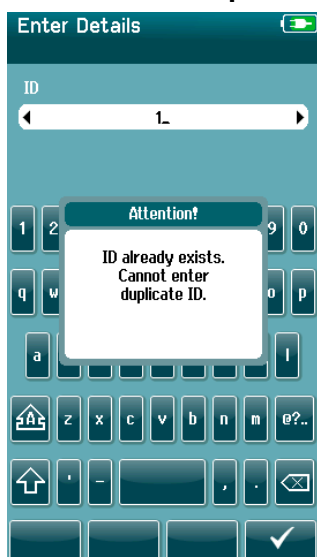 Enter Details
ID
1_
Attention!
ID already exists.
Cannot enter
duplicate ID.
1 2 9 0
q w o p
a l
A z x c v b n m @?..
' - , .